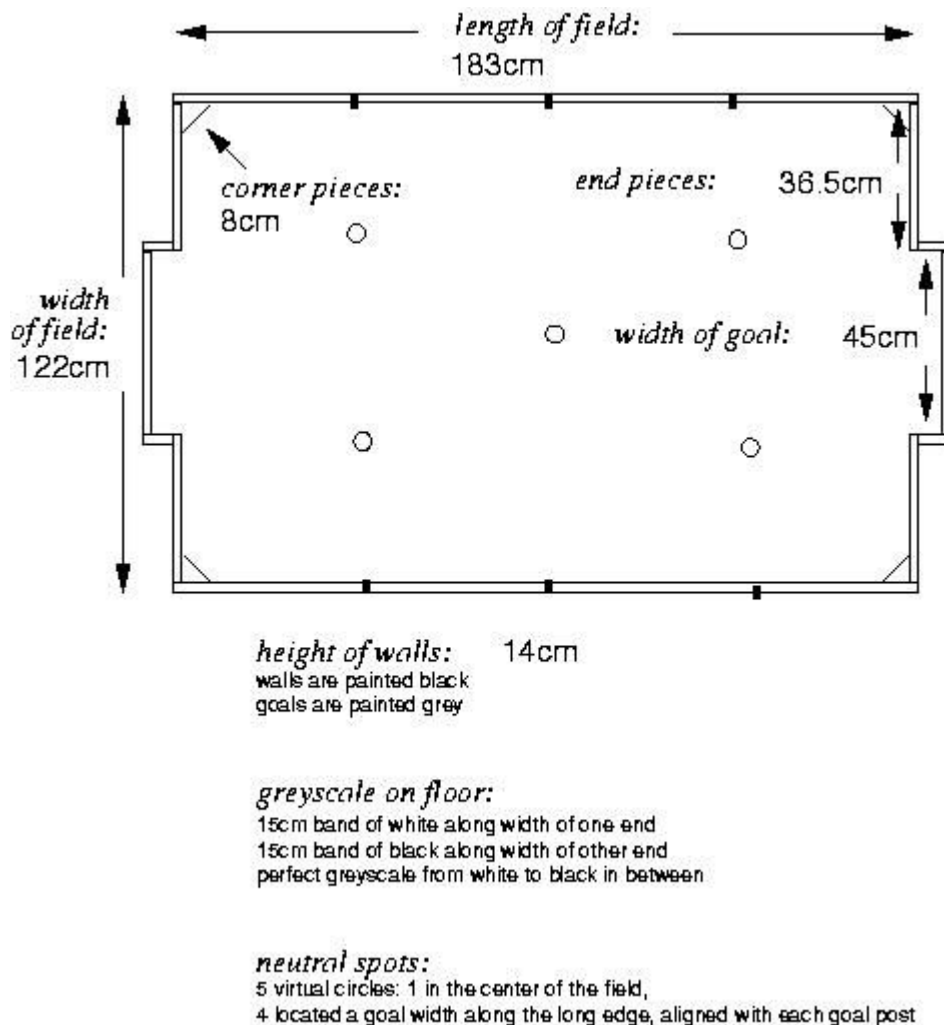 length of field:
183cm
corner pieces:
8cm
end pieces:
36.5cm
width
of field:
122cm
width of goal:
45cm
height of walls: 14cm
walls are painted black
goals are painted grey
greyscale on floor:
15cm band of white along width of one end
15cm band of black along width of other end
perfect greyscale from white to black in between
neutral spots:
5 virtual circles: 1 in the center of the field,
4 located a goal width along the long edge, aligned with each goal post